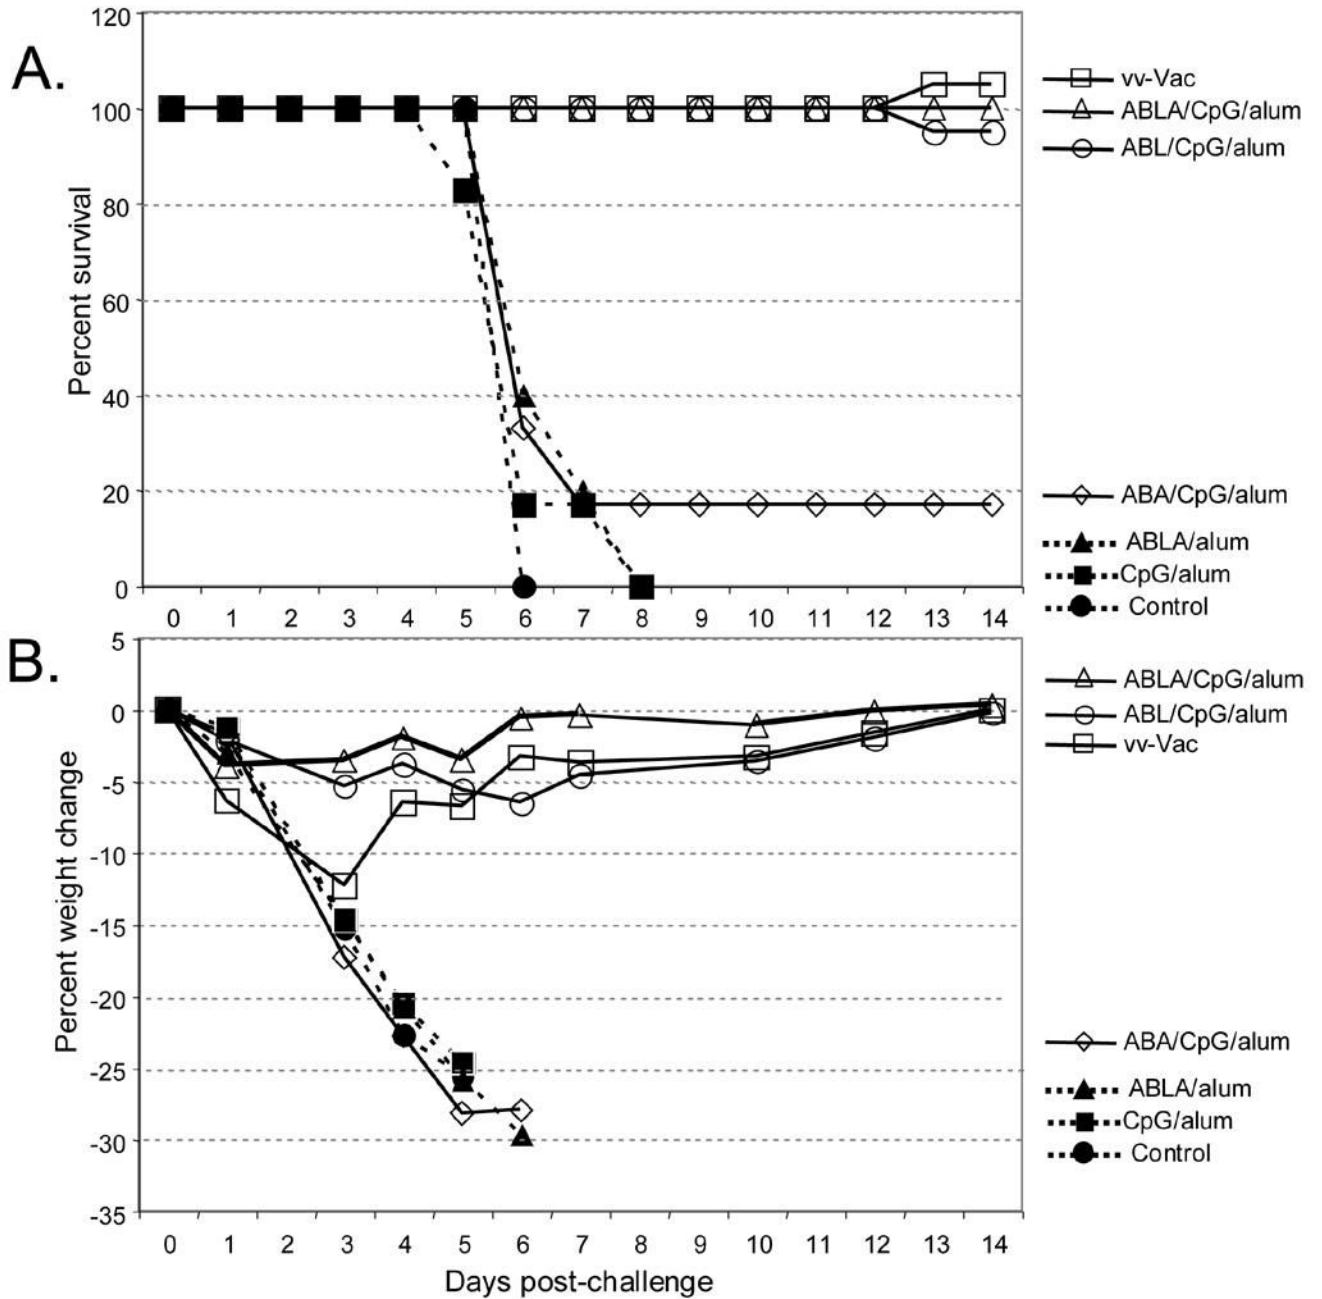 A.
120
100
80
60
40
20
0
Percent survival
0 1 2 3 4 5 6 7 8 9 10 11 12 13 14
vv-Vac
ABLA/CpG/alum
ABL/CpG/alum
ABA/CpG/alum
ABLA/alum
CpG/alum
Control
B.
5
0
-5
-10
-15
-20
-25
-30
-35
Percent weight change
0 1 2 3 4 5 6 7 8 9 10 11 12 13 14
Days post-challenge
ABLA/CpG/alum
ABL/CpG/alum
vv-Vac
ABA/CpG/alum
ABLA/alum
CpG/alum
Control